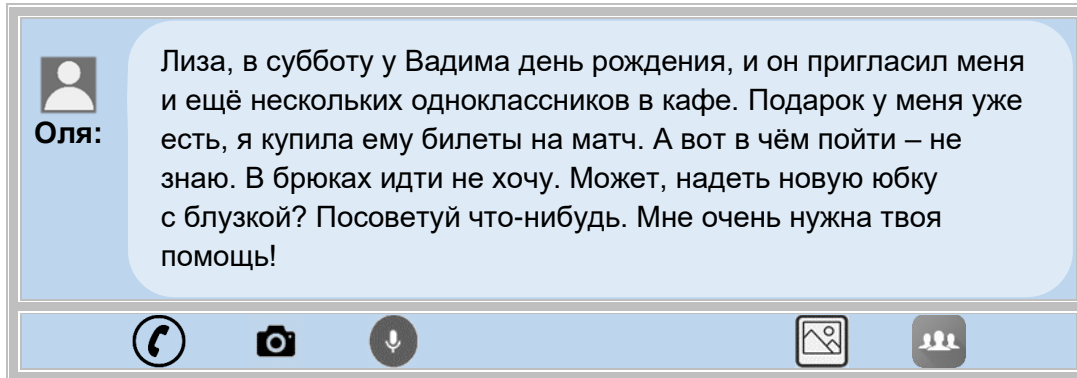 Оля:
Лиза, в субботу у Вадима день рождения, и он пригласил меня
и ещё нескольких одноклассников в кафе. Подарок у меня уже
есть, я купила ему билеты на матч. А вот в чём пойти – не
знаю. В брюках идти не хочу. Может, надеть новую юбку
с блузкой? Посоветуй что-нибудь. Мне очень нужна твоя
помощь!